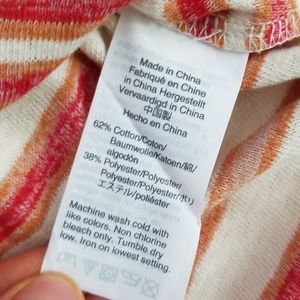 Made in China
Fabriqué en Chine
in China Hergestellt
Vervaardigd in China
中国製
Hecho en China
62% Cotton/Coton/
Baumwolle/Katoen/綿/
algodón
38% Polyester/Polyester/
Polyester/Polyester/ポリ
エステル/poliéster
Machine wash cold with
like colors. Non chlorine
bleach only. Tumble dry
low. Iron on lowest setting.